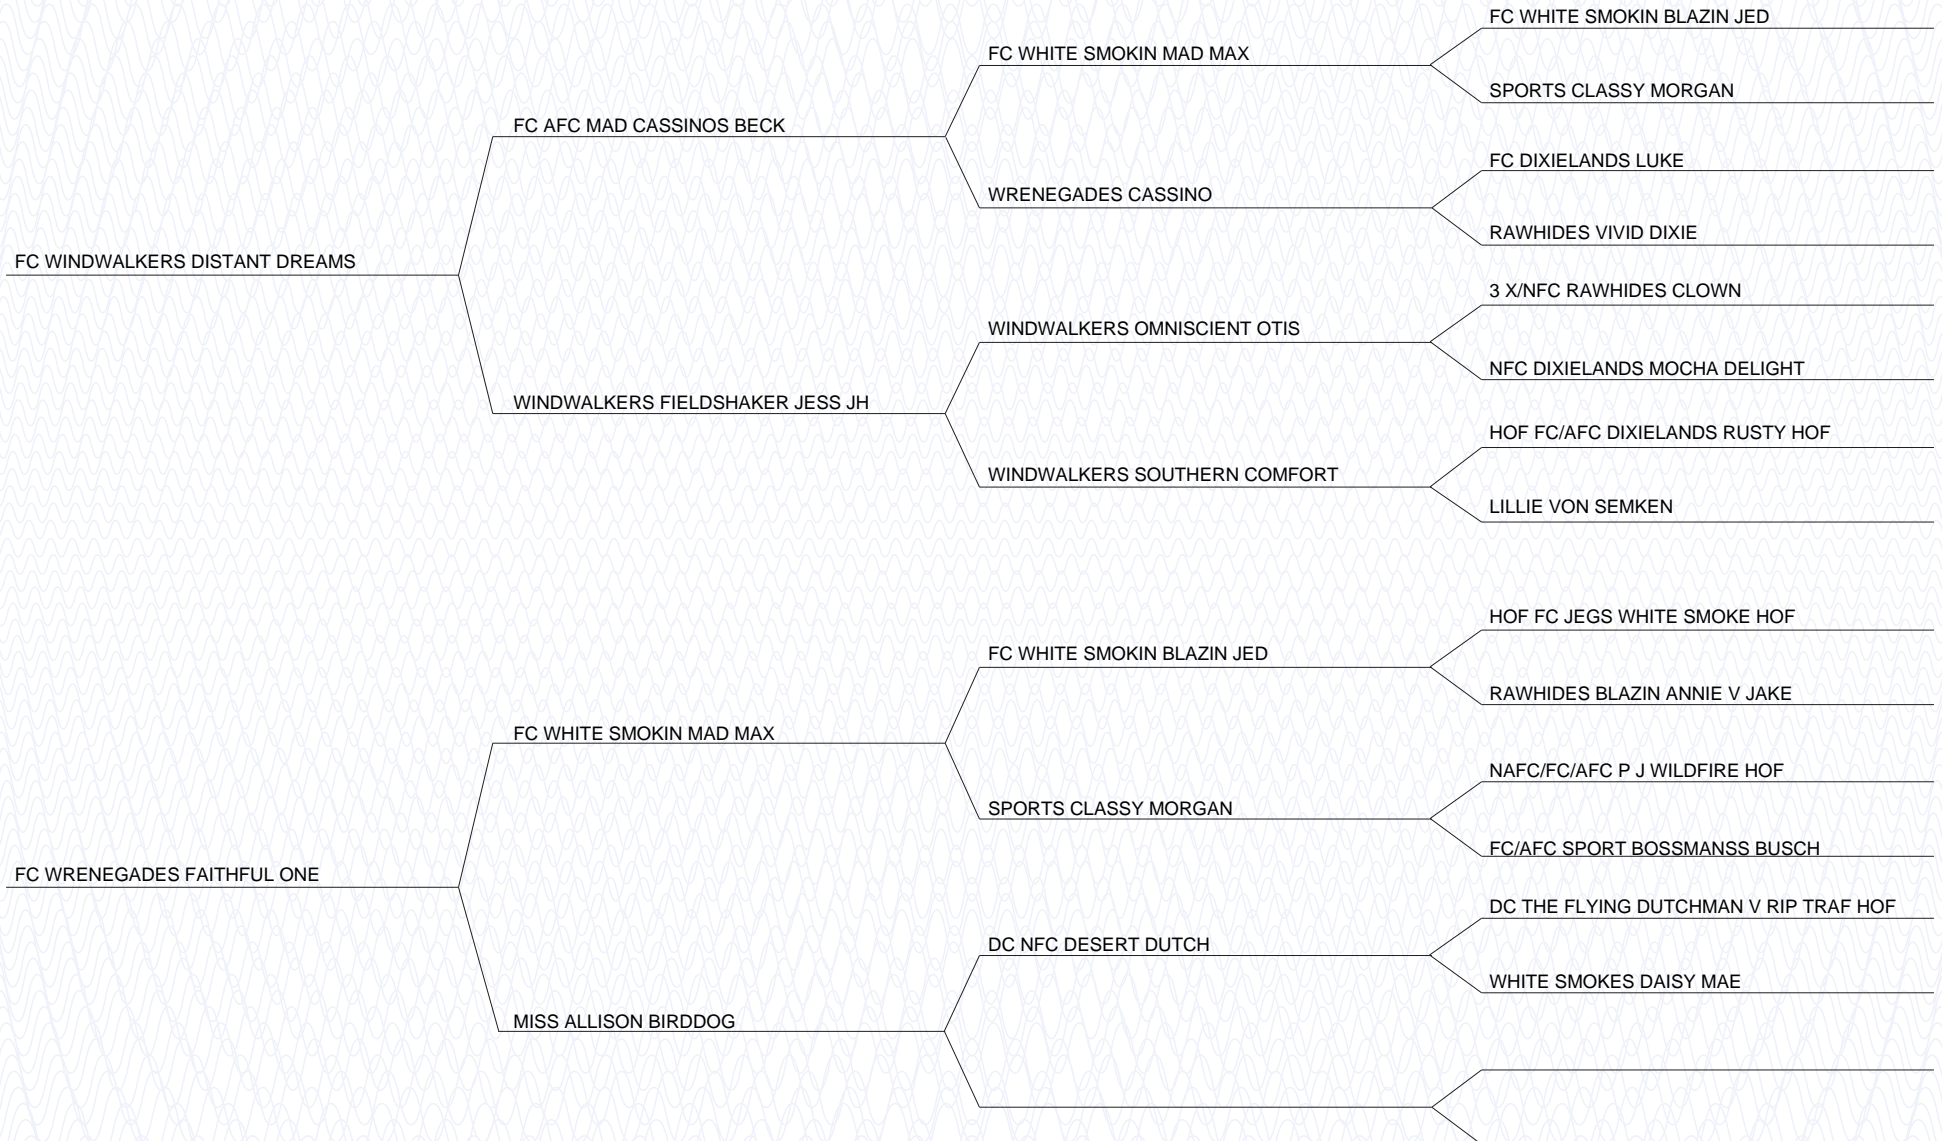 FC WHITE SMOKIN BLAZIN JED
FC WHITE SMOKIN MAD MAX
SPORTS CLASSY MORGAN
FC AFC MAD CASSINOS BECK
FC DIXIELANDS LUKE
WRENEGADES CASSINO
RAWHIDES VIVID DIXIE
FC WINDWALKERS DISTANT DREAMS
3 X/NFC RAWHIDES CLOWN
WINDWALKERS OMNISCIENT OTIS
NFC DIXIELANDS MOCHA DELIGHT
WINDWALKERS FIELDSHAKER JESS JH
HOF FC/AFC DIXIELANDS RUSTY HOF
WINDWALKERS SOUTHERN COMFORT
LILLIE VON SEMKEN
HOF FC JEGS WHITE SMOKE HOF
FC WHITE SMOKIN BLAZIN JED
RAWHIDES BLAZIN ANNIE V JAKE
FC WHITE SMOKIN MAD MAX
NAFC/FC/AFC P J WILDFIRE HOF
SPORTS CLASSY MORGAN
FC/AFC SPORT BOSSMANSS BUSCH
FC WRENEGADES FAITHFUL ONE
DC THE FLYING DUTCHMAN V RIP TRAF HOF
DC NFC DESERT DUTCH
WHITE SMOKES DAISY MAE
MISS ALLISON BIRDDOG